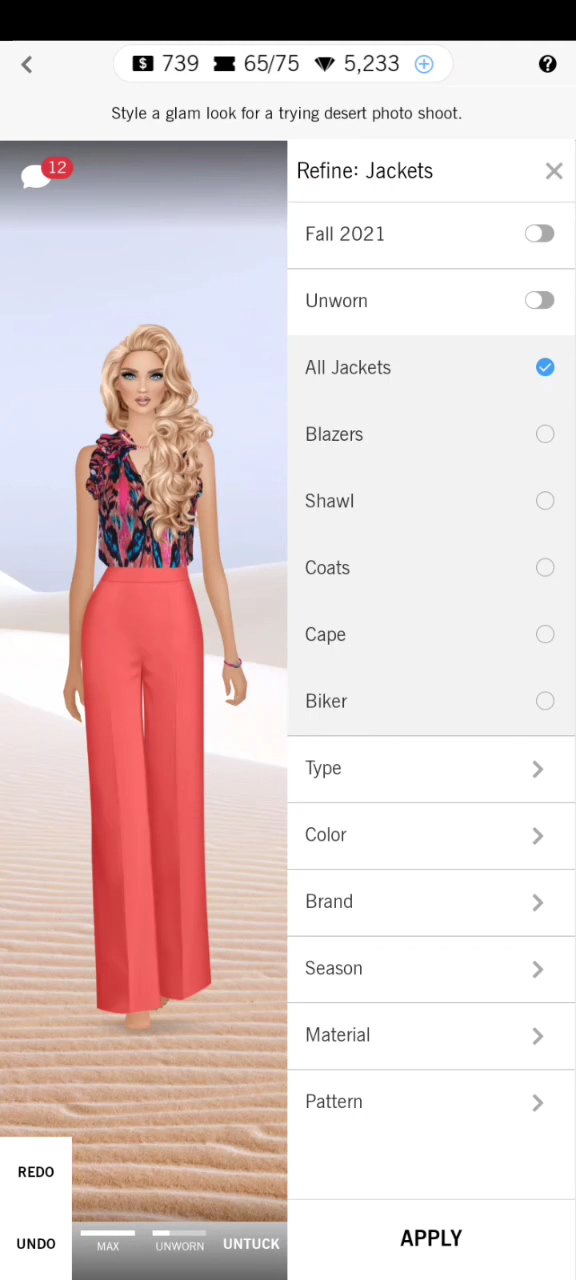 $ 739 65/75 5,233
Style a glam look for a trying desert photo shoot.
12
Refine: Jackets
Fall 2021
Unworn
All Jackets
Blazers
Shawl
Coats
Cape
Biker
Type
Color
Brand
Season
Material
Pattern
REDO
UNDO
MAX
UNWORN
UNTUCK
APPLY